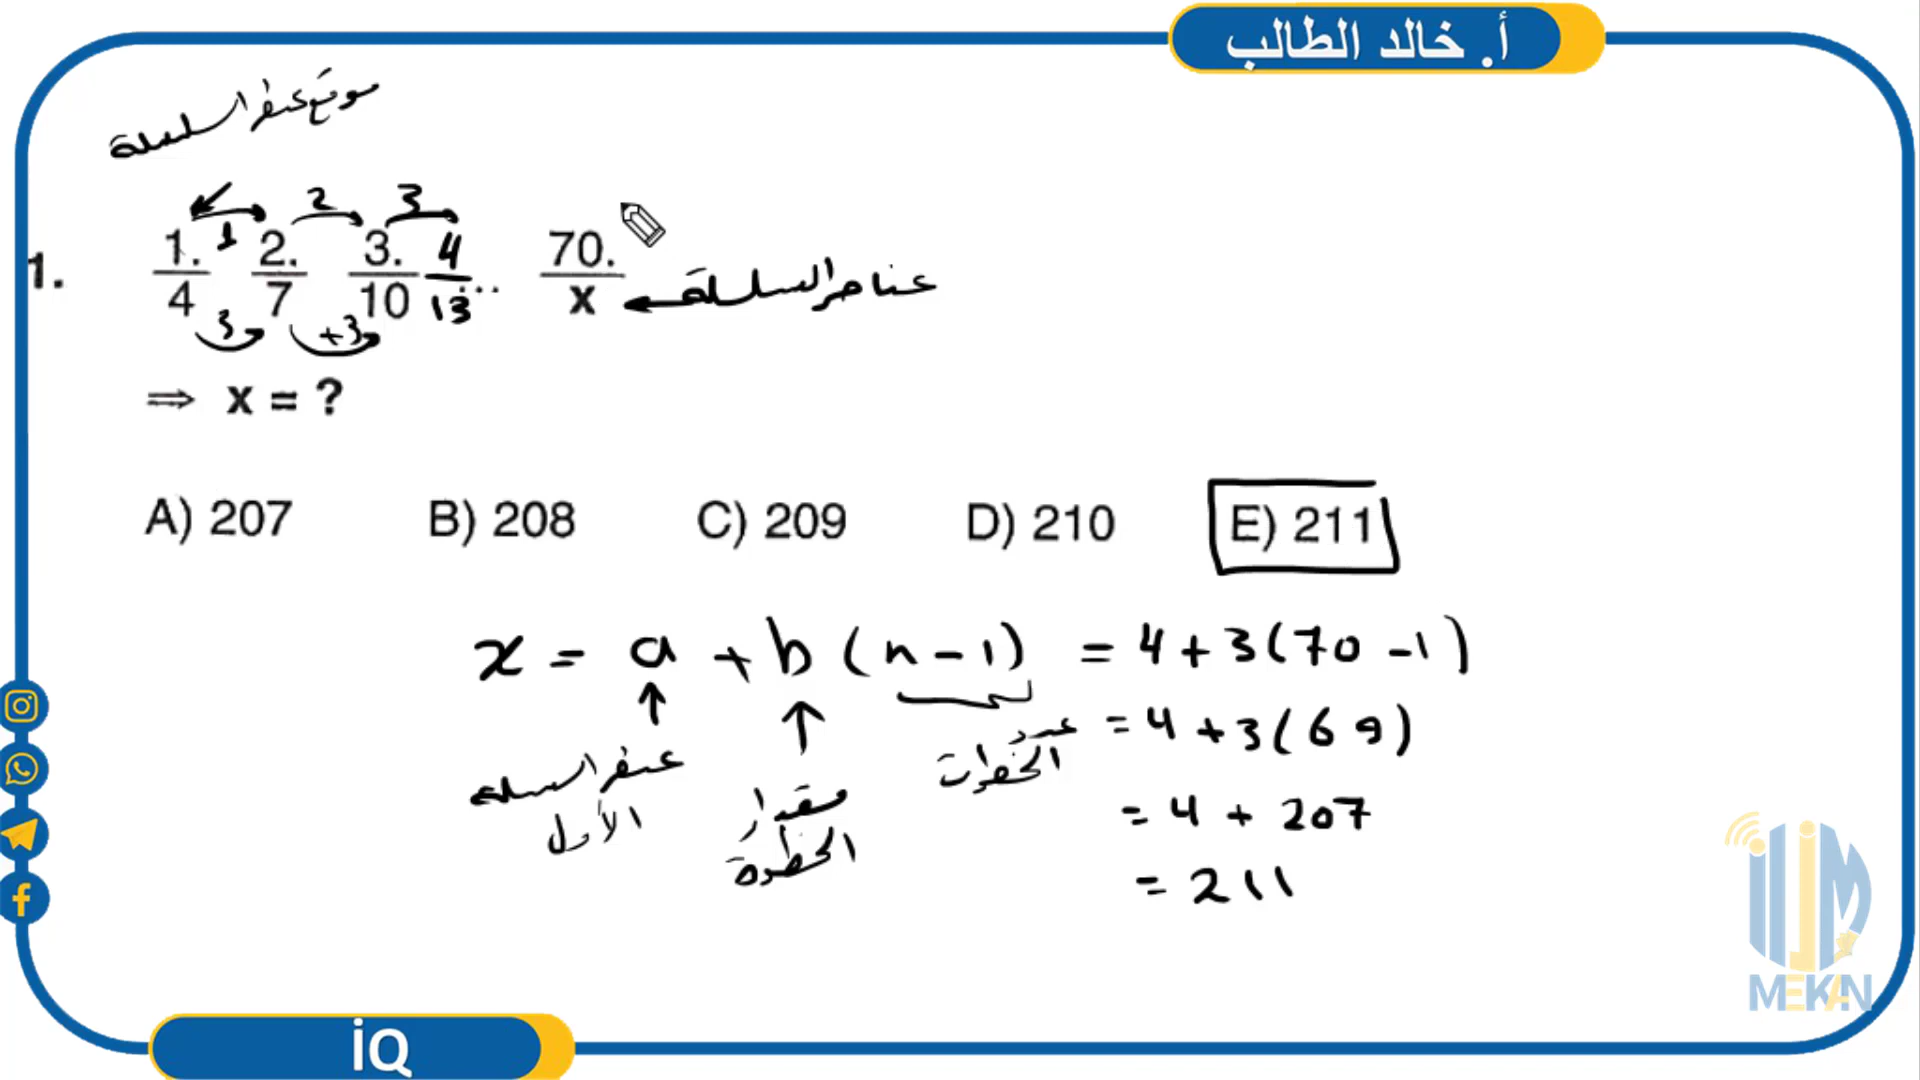 أ. خالد الطالب
موقع عنصر السلسلة
1 2 3
1. 1. 2. 3. 4 70.
4 7 10 13 ... x عناصر السلسلة
3 +3
⇒ x = ?
A) 207 B) 208 C) 209 D) 210 E) 211
x = a + b (n - 1) = 4 + 3(70 - 1)
= 4 + 3(69)
عنصر السلسلة الأول
مقدار الخطوة
عدد الخطوات
= 4 + 207
= 211
MEKAN
İQ